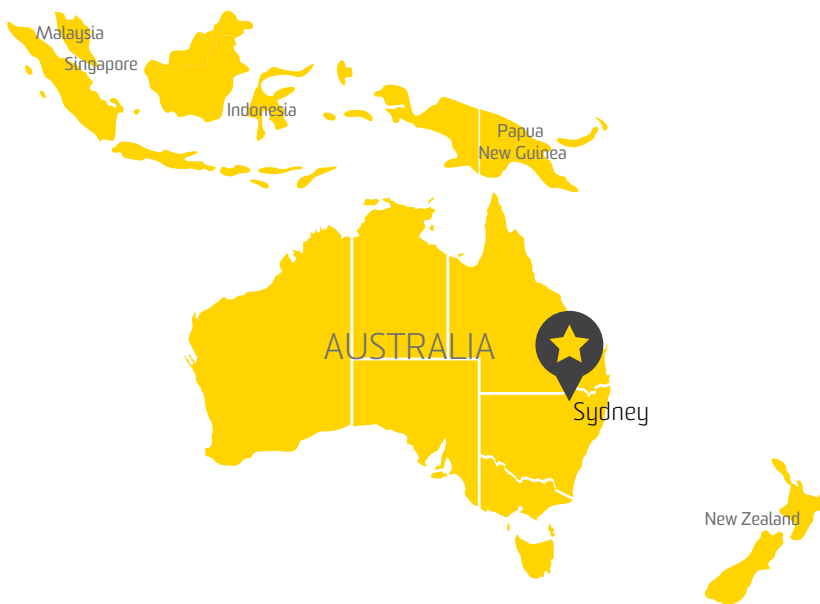 Malaysia
Singapore
Indonesia
Papua
New Guinea
AUSTRALIA
Sydney
New Zealand